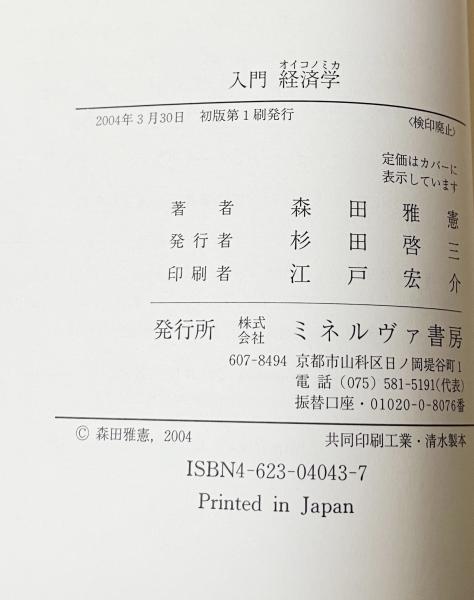 オイコノミカ
入門 経済学
2004年3月30日 初版第1刷発行 〈検印廃止〉
定価はカバーに
表示しています
著者 森田雅憲
発行者 杉田啓三
印刷者 江戸宏介
発行所 株式会社 ミネルヴァ書房
607-8494 京都市山科区日ノ岡堤谷町1
電話 (075) 581-5191(代表)
振替口座・01020-0-8076番
© 森田雅憲, 2004 共同印刷工業・清水製本
ISBN4-623-04043-7
Printed in Japan